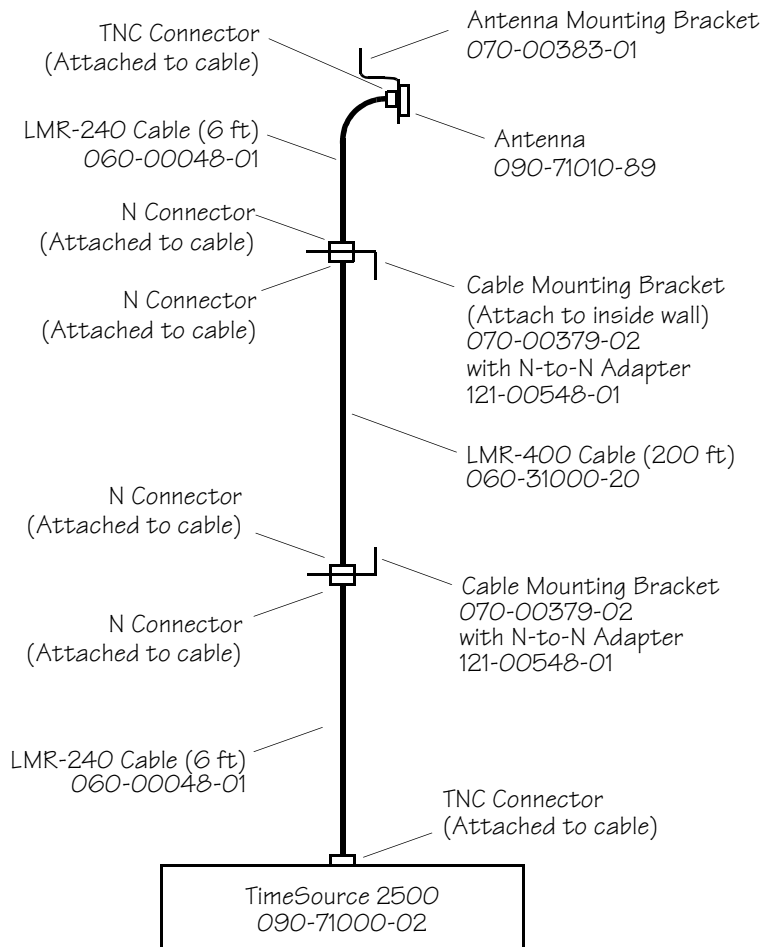 TNC Connector
(Attached to cable)
Antenna Mounting Bracket
070-00383-01
LMR-240 Cable (6 ft)
060-00048-01
Antenna
090-71010-89
N Connector
(Attached to cable)
N Connector
(Attached to cable)
Cable Mounting Bracket
(Attach to inside wall)
070-00379-02
with N-to-N Adapter
121-00548-01
LMR-400 Cable (200 ft)
060-31000-20
N Connector
(Attached to cable)
Cable Mounting Bracket
070-00379-02
with N-to-N Adapter
121-00548-01
N Connector
(Attached to cable)
LMR-240 Cable (6 ft)
060-00048-01
TNC Connector
(Attached to cable)
TimeSource 2500
090-71000-02